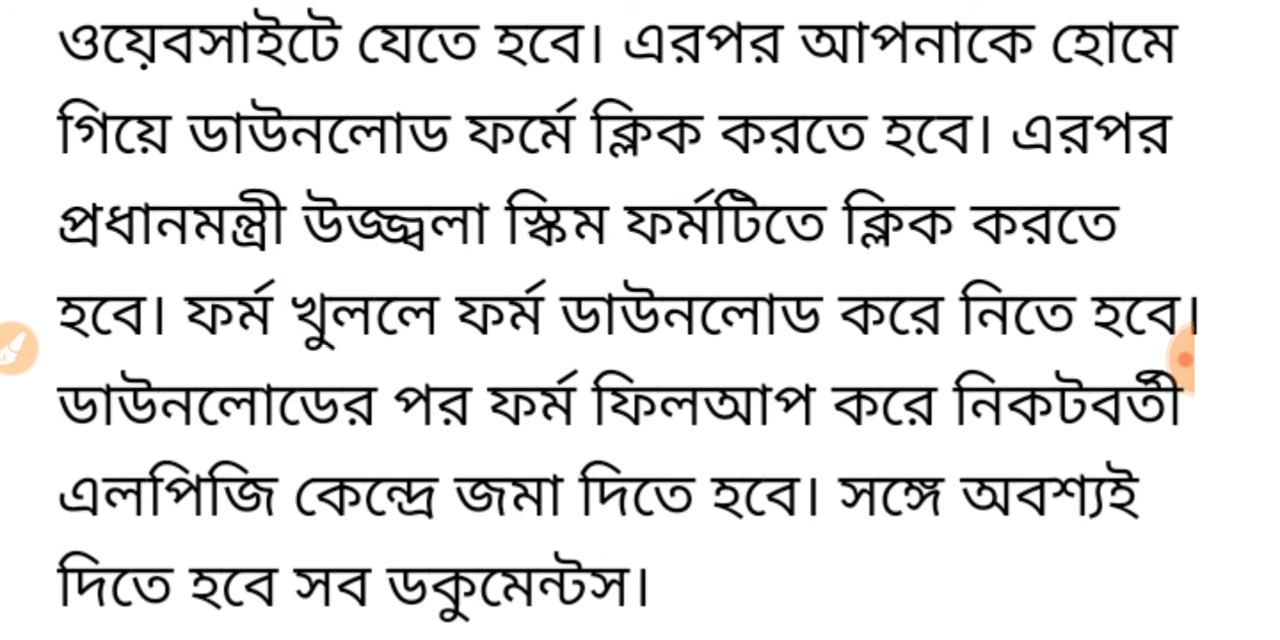 ওয়েবসাইটে যেতে হবে। এরপর আপনাকে হোমে
গিয়ে ডাউনলোড ফর্মে ক্লিক করতে হবে। এরপর
প্রধানমন্ত্রী উজ্জ্বলা স্কিম ফর্মটিতে ক্লিক করতে
হবে। ফর্ম খুললে ফর্ম ডাউনলোড করে নিতে হবে।
ডাউনলোডের পর ফর্ম ফিলআপ করে নিকটবর্তী
এলপিজি কেন্দ্রে জমা দিতে হবে। সঙ্গে অবশ্যই
দিতে হবে সব ডকুমেন্টস।